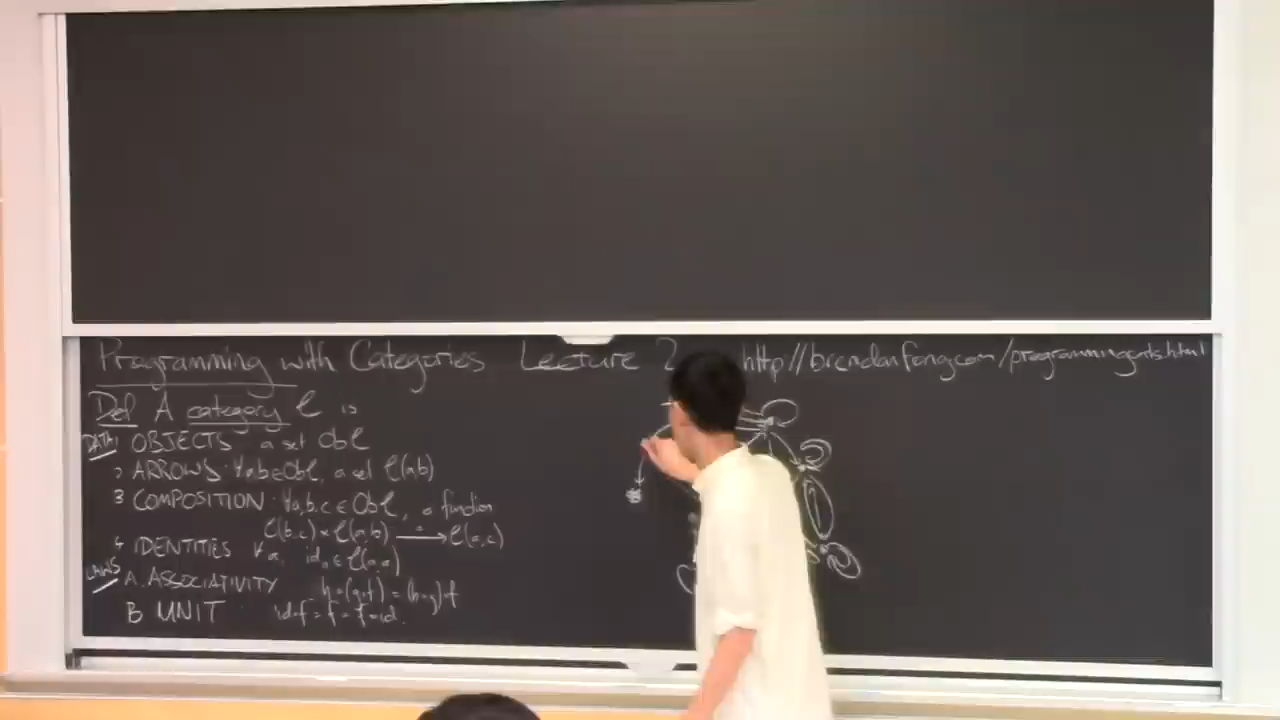 Programming with Categories Lecture 2 http://brendanfong.com/programmingcats.html
Def A category C is
DATA 1 OBJECTS a set Ob C
2 ARROWS ∀a,b∈Ob C, a set C(a,b)
3 COMPOSITION ∀a,b,c ∈ Ob C, a function
C(b,c) × C(a,b) ⟶ C(a,c)
4 IDENTITIES ∀a, id_a ∈ C(a,a)
LAWS A. ASSOCIATIVITY h∘(g∘f) = (h∘g)∘f
B UNIT id∘f = f = f∘id.